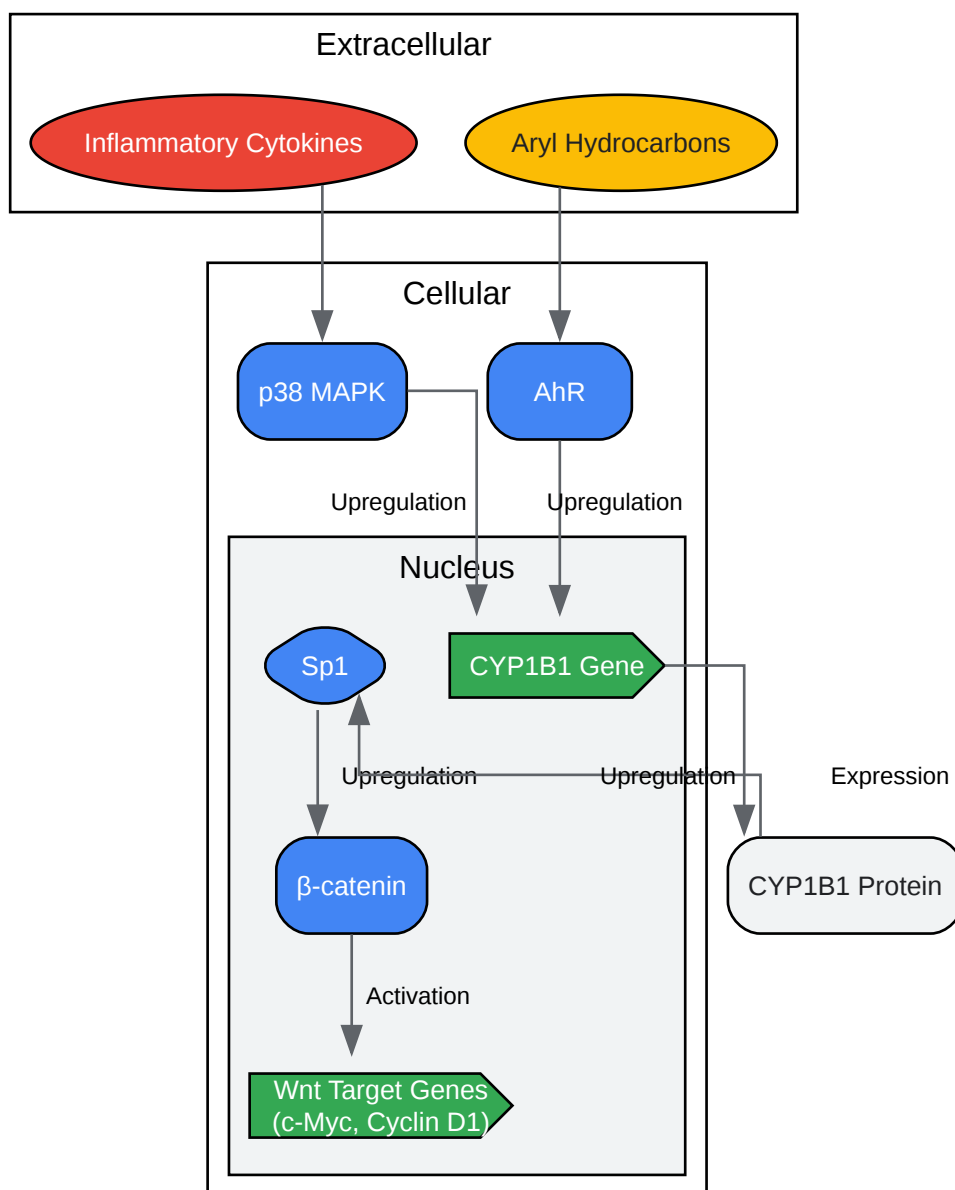 Extracellular
Inflammatory Cytokines
Aryl Hydrocarbons
Cellular
p38 MAPK
AhR
Upregulation
Upregulation
Nucleus
Sp1
CYP1B1 Gene
Upregulation
Upregulation
Expression
β-catenin
CYP1B1 Protein
Activation
Wnt Target Genes
(c-Myc, Cyclin D1)